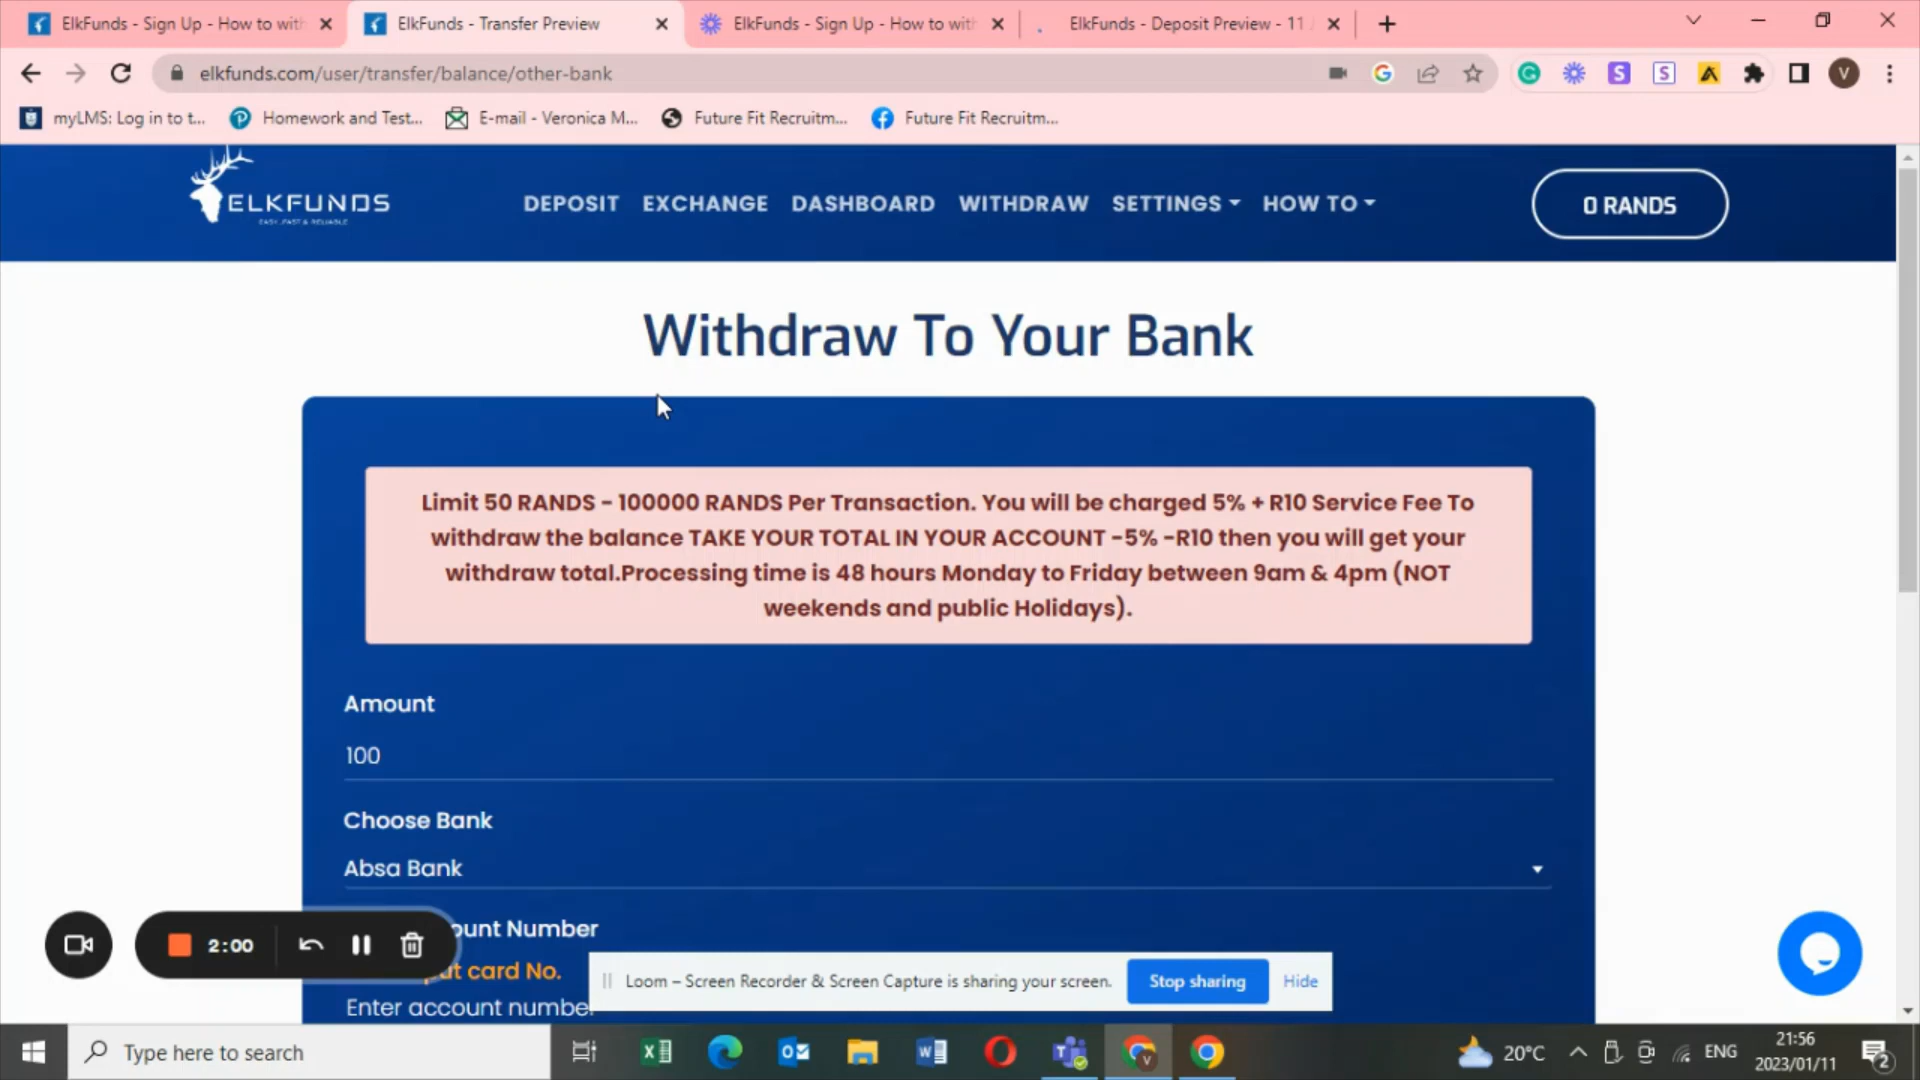 ElkFunds - Sign Up - How to with
ElkFunds - Transfer Preview
ElkFunds - Sign Up - How to with
ElkFunds - Deposit Preview - 11
elkfunds.com/user/transfer/balance/other-bank
V
myLMS: Log in to t...
Homework and Test...
E-mail - Veronica M...
Future Fit Recruitm...
Future Fit Recruitm...
ELKFUNDS
EASY, FAST & RELIABLE
DEPOSIT
EXCHANGE
DASHBOARD
WITHDRAW
SETTINGS
HOW TO
0 RANDS
Withdraw To Your Bank
Limit 50 RANDS - 100000 RANDS Per Transaction. You will be charged 5% + R10 Service Fee To
withdraw the balance TAKE YOUR TOTAL IN YOUR ACCOUNT -5% -R10 then you will get your
withdraw total.Processing time is 48 hours Monday to Friday between 9am & 4pm (NOT
weekends and public Holidays).
Amount
100
Choose Bank
Absa Bank
ount Number
ut card No.
Enter account number
2:00
Loom – Screen Recorder & Screen Capture is sharing your screen.
Stop sharing
Hide
Type here to search
20°C
ENG
21:56
2023/01/11
2